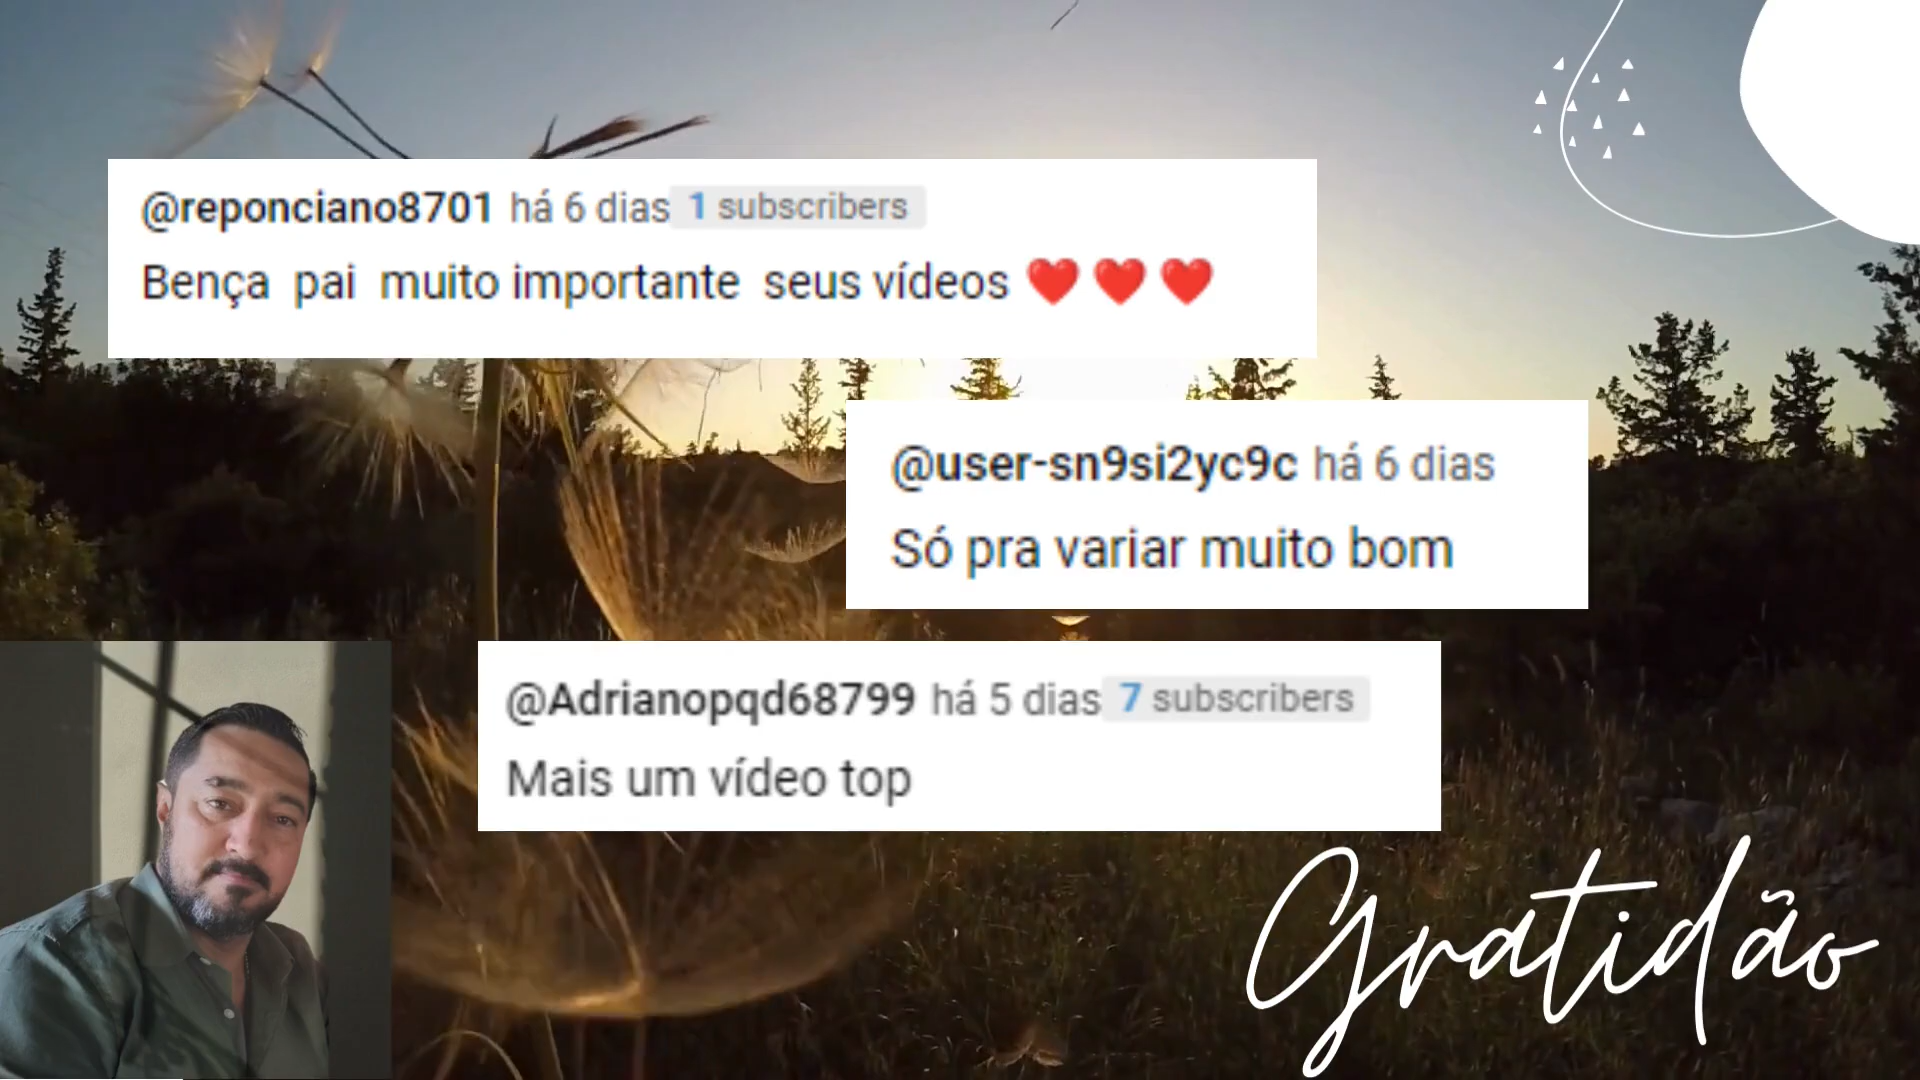 @reponciano8701 há 6 dias 1 subscribers
Bença pai muito importante seus vídeos ❤️❤️❤️
@user-sn9si2yc9c há 6 dias
Só pra variar muito bom
@Adrianopqd68799 há 5 dias 7 subscribers
Mais um vídeo top
Gratidão